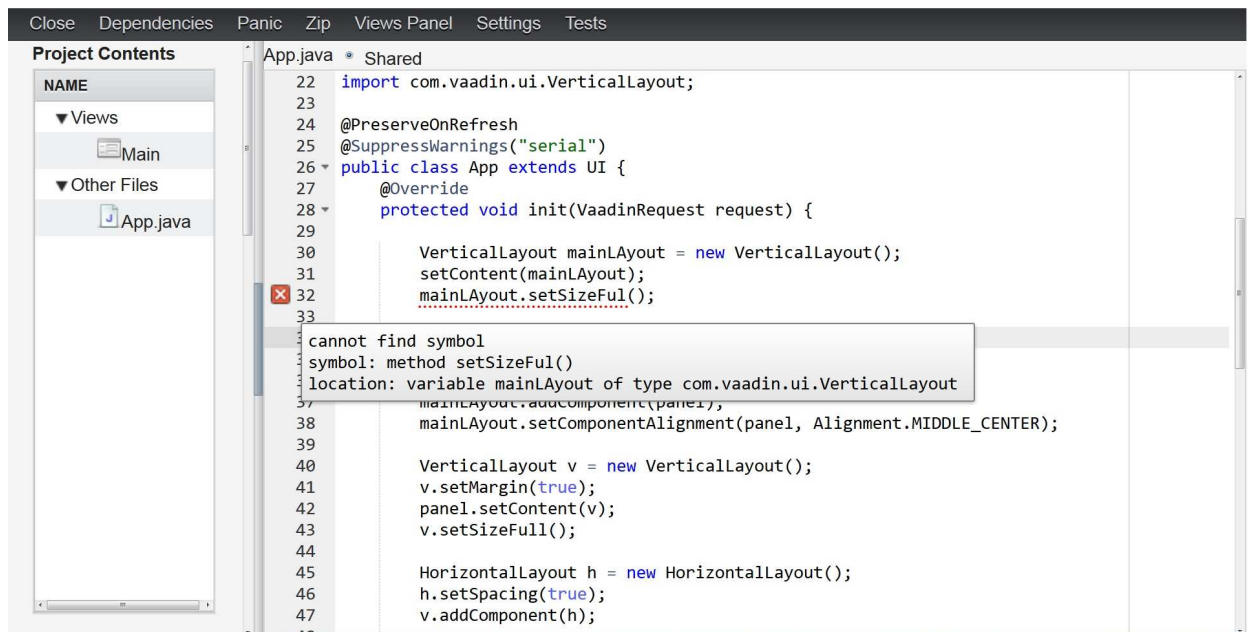 Close Dependencies Panic Zip Views Panel Settings Tests
Project Contents
NAME
Views
Main
Other Files
App.java
App.java Shared
22 import com.vaadin.ui.VerticalLayout;
23
24 @PreserveOnRefresh
25 @SuppressWarnings("serial")
26 public class App extends UI {
27 @Override
28 protected void init(VaadinRequest request) {
29
30 VerticalLayout mainLAyout = new VerticalLayout();
31 setContent(mainLAyout);
32 mainLAyout.setSizeFul();
33
cannot find symbol
symbol: method setSizeFul()
location: variable mainLAyout of type com.vaadin.ui.VerticalLayout
37 mainLAyout.addComponent(panel);
38 mainLAyout.setComponentAlignment(panel, Alignment.MIDDLE_CENTER);
39
40 VerticalLayout v = new VerticalLayout();
41 v.setMargin(true);
42 panel.setContent(v);
43 v.setSizeFull();
44
45 HorizontalLayout h = new HorizontalLayout();
46 h.setSpacing(true);
47 v.addComponent(h);